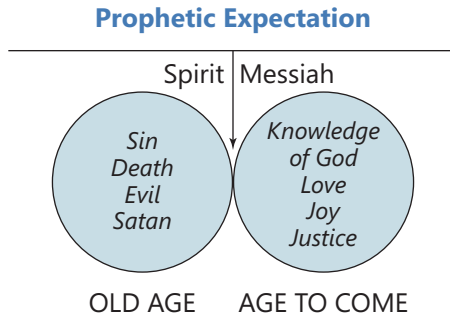 Prophetic Expectation
Spirit Messiah
Sin
Death
Evil
Satan
Knowledge
of God
Love
Joy
Justice
OLD AGE
AGE TO COME